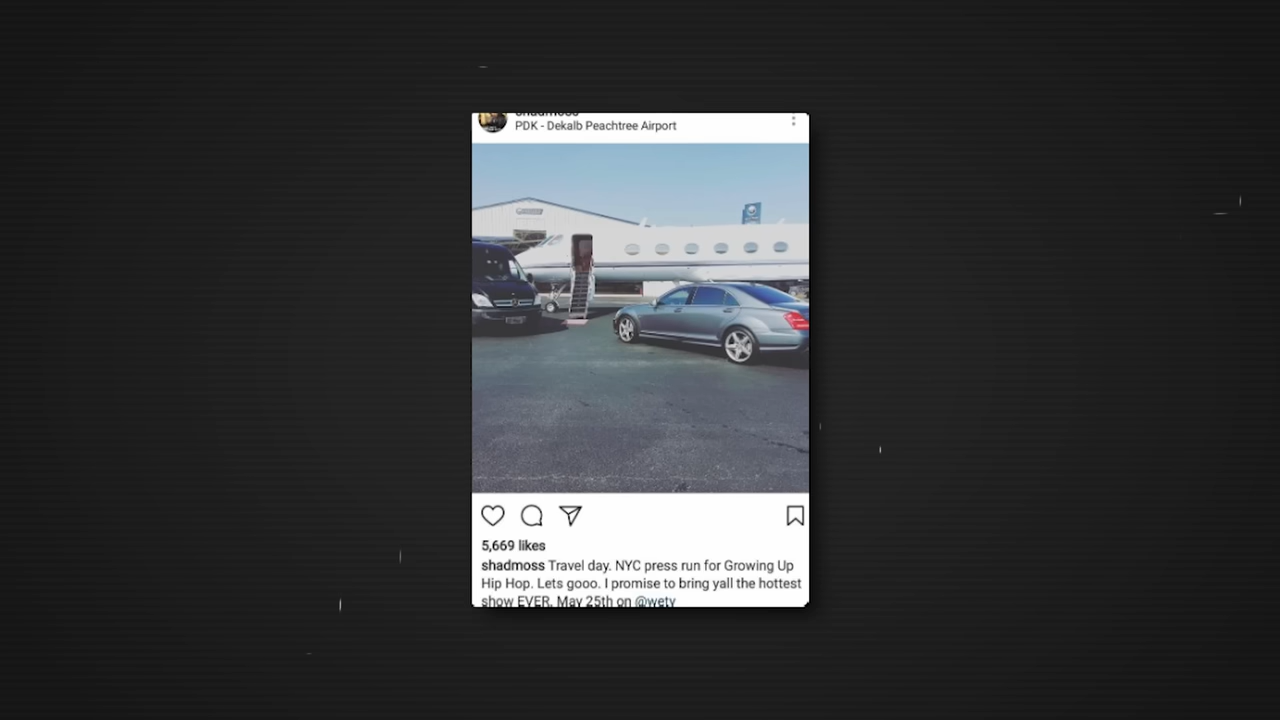 shadmoss
PDK - Dekalb Peachtree Airport
5,669 likes
shadmoss Travel day. NYC press run for Growing Up
Hip Hop. Lets gooo. I promise to bring yall the hottest
show EVER. May 25th on @wetv